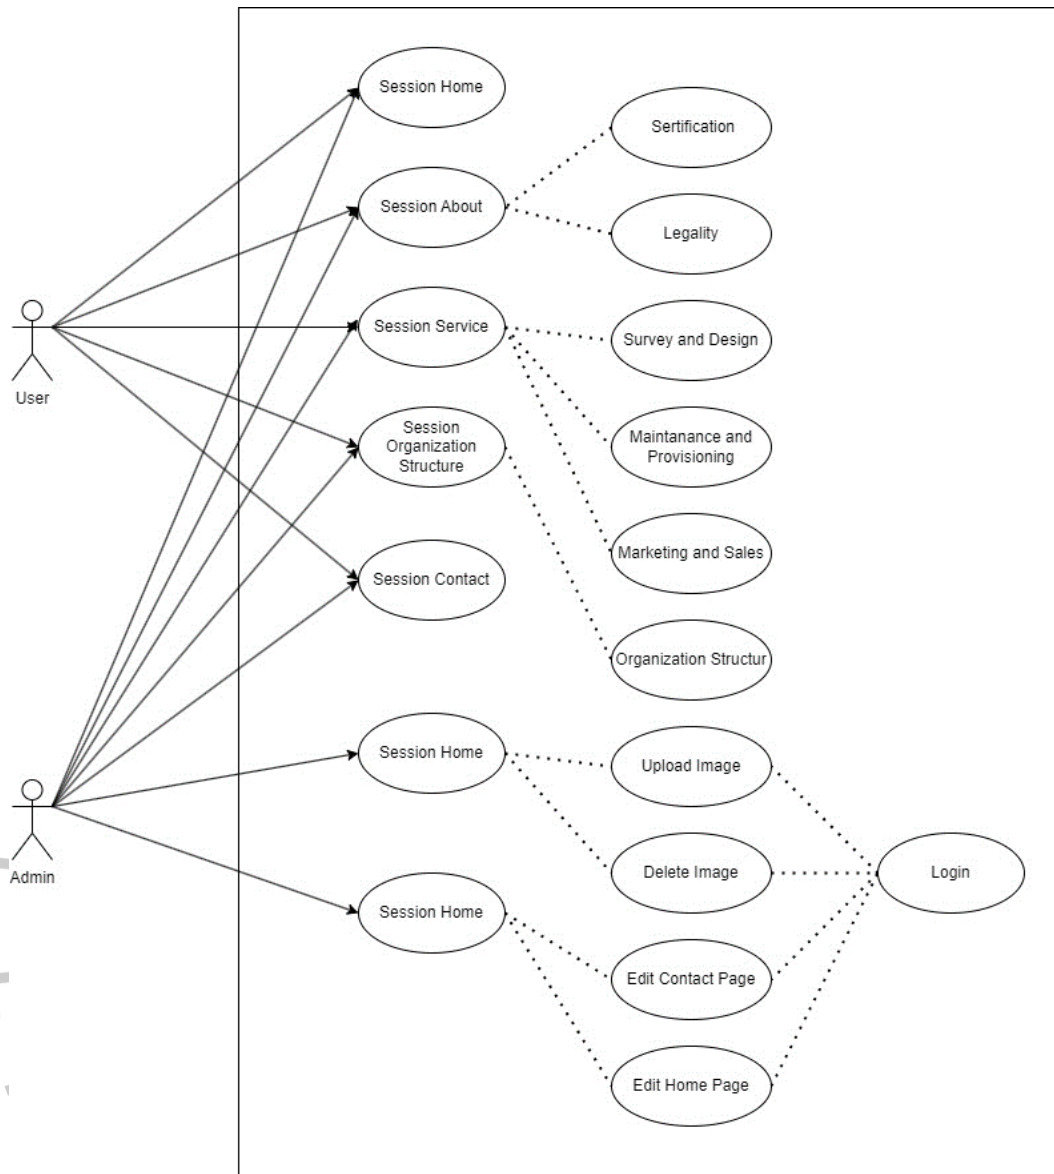 Session Home
Sertification
Session About
Legality
User
Session Service
Survey and Design
Session
Organization
Structure
Maintanance and
Provisioning
Session Contact
Marketing and Sales
Organization Structur
Admin
Session Home
Upload Image
Delete Image
Login
Session Home
Edit Contact Page
Edit Home Page